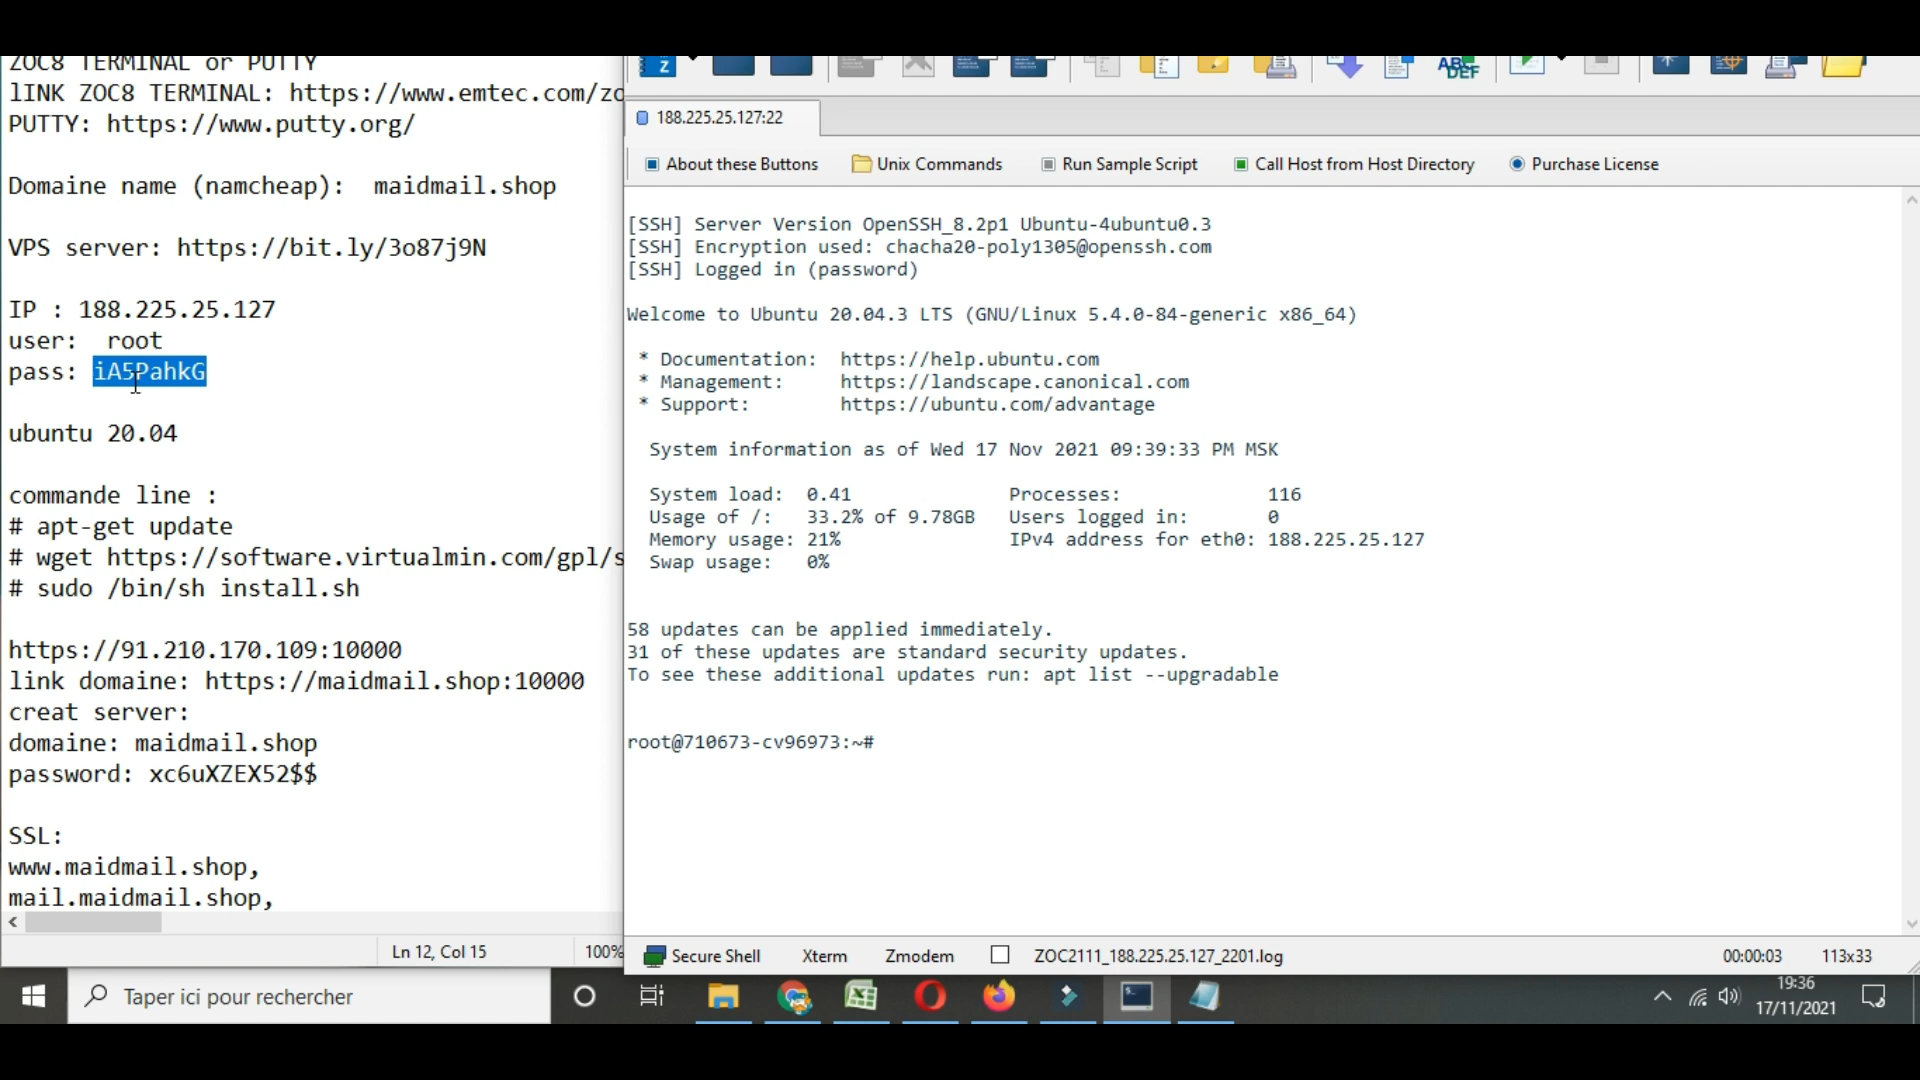 ZOC8 TERMINAL or PUTTY
lINK ZOC8 TERMINAL: https://www.emtec.com/zo
PUTTY: https://www.putty.org/
Domaine name (namcheap):  maidmail.shop
VPS server: https://bit.ly/3o87j9N
IP : 188.225.25.127
user:  root
pass: iA5PahkG
ubuntu 20.04
commande line :
# apt-get update
# wget https://software.virtualmin.com/gpl/s
# sudo /bin/sh install.sh
https://91.210.170.109:10000
link domaine: https://maidmail.shop:10000
creat server:
domaine: maidmail.shop
password: xc6uXZEX52$$
SSL:
www.maidmail.shop,
mail.maidmail.shop,
Ln 12, Col 15 100%
Z
ABC
DEF
188.225.25.127:22
About these Buttons Unix Commands Run Sample Script Call Host from Host Directory Purchase License
[SSH] Server Version OpenSSH_8.2p1 Ubuntu-4ubuntu0.3
[SSH] Encryption used: chacha20-poly1305@openssh.com
[SSH] Logged in (password)
Welcome to Ubuntu 20.04.3 LTS (GNU/Linux 5.4.0-84-generic x86_64)
* Documentation:  https://help.ubuntu.com
* Management:     https://landscape.canonical.com
* Support:        https://ubuntu.com/advantage
System information as of Wed 17 Nov 2021 09:39:33 PM MSK
System load:  0.41              Processes:             116
Usage of /:   33.2% of 9.78GB   Users logged in:       0
Memory usage: 21%               IPv4 address for eth0: 188.225.25.127
Swap usage:   0%
58 updates can be applied immediately.
31 of these updates are standard security updates.
To see these additional updates run: apt list --upgradable
root@710673-cv96973:~#
Secure Shell Xterm Zmodem ZOC2111_188.225.25.127_2201.log 00:00:03 113x33
Taper ici pour rechercher
19:36
17/11/2021